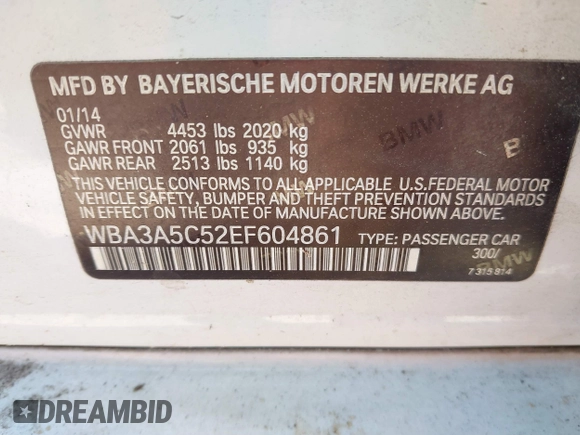 MFD BY BAYERISCHE MOTOREN WERKE AG
01/14
GVWR 4453 lbs 2020 kg
GAWR FRONT 2061 lbs 935 kg
GAWR REAR 2513 lbs 1140 kg
THIS VEHICLE CONFORMS TO ALL APPLICABLE U.S.FEDERAL MOTOR
VEHICLE SAFETY, BUMPER AND THEFT PREVENTION STANDARDS
IN EFFECT ON THE DATE OF MANUFACTURE SHOWN ABOVE.
WBA3A5C52EF604861 TYPE: PASSENGER CAR
300/
7 315 814
BMW
B
BMW
DREAMBID